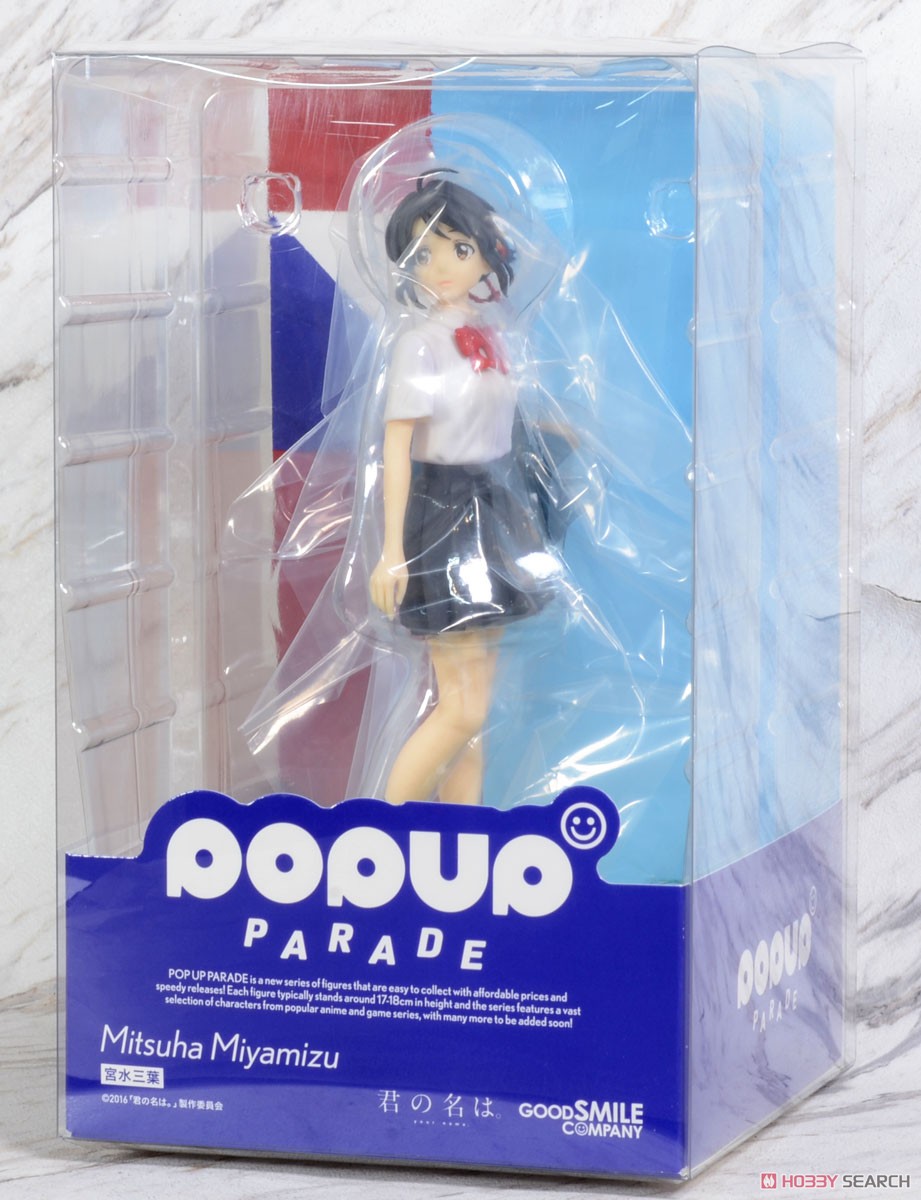 POPUP
PARADE
POP UP PARADE is a new series of figures that are easy to collect with affordable prices and
speedy releases! Each figure typically stands around 17-18cm in height and the series features a vast
selection of characters from popular anime and game series, with many more to be added soon!
Mitsuha Miyamizu
宮水三葉
©2016「君の名は。」製作委員会
君の名は。
your name.
GOOD SMILE
COMPANY
POPUP
PARADE
HOBBY SEARCH